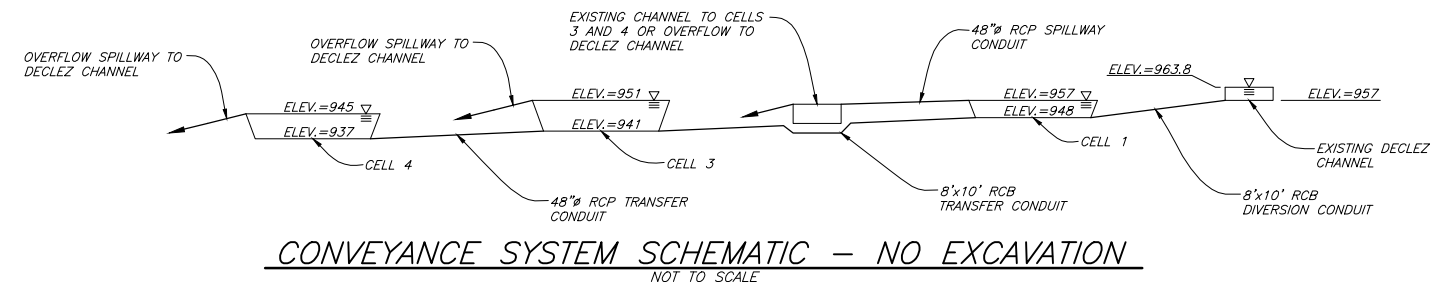 EXISTING CHANNEL TO CELLS
3 AND 4 OR OVERFLOW TO
DECLEZ CHANNEL
48"ø RCP SPILLWAY
CONDUIT
OVERFLOW SPILLWAY TO
DECLEZ CHANNEL
OVERFLOW SPILLWAY TO
DECLEZ CHANNEL
ELEV.=963.8
ELEV.=945
ELEV.=951
ELEV.=957
ELEV.=957
ELEV.=937
ELEV.=941
ELEV.=948
CELL 4
CELL 3
CELL 1
EXISTING DECLEZ
CHANNEL
48"ø RCP TRANSFER
CONDUIT
8'x10' RCB
TRANSFER CONDUIT
8'x10' RCB
DIVERSION CONDUIT
CONVEYANCE SYSTEM SCHEMATIC – NO EXCAVATION
NOT TO SCALE